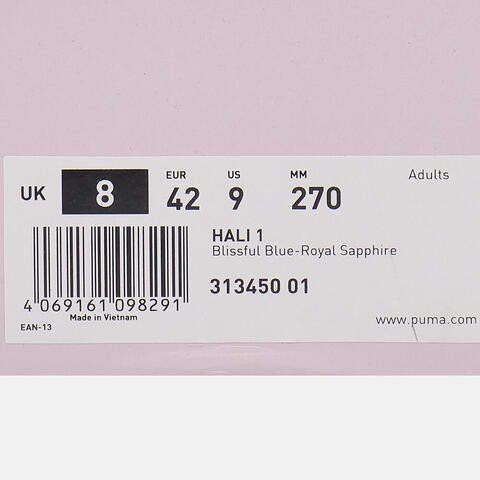 Adults
EUR US MM
UK 8 42 9 270
HALI 1
Blissful Blue-Royal Sapphire
313450 01
4 069161 098291
Made in Vietnam
www.puma.com
EAN-13